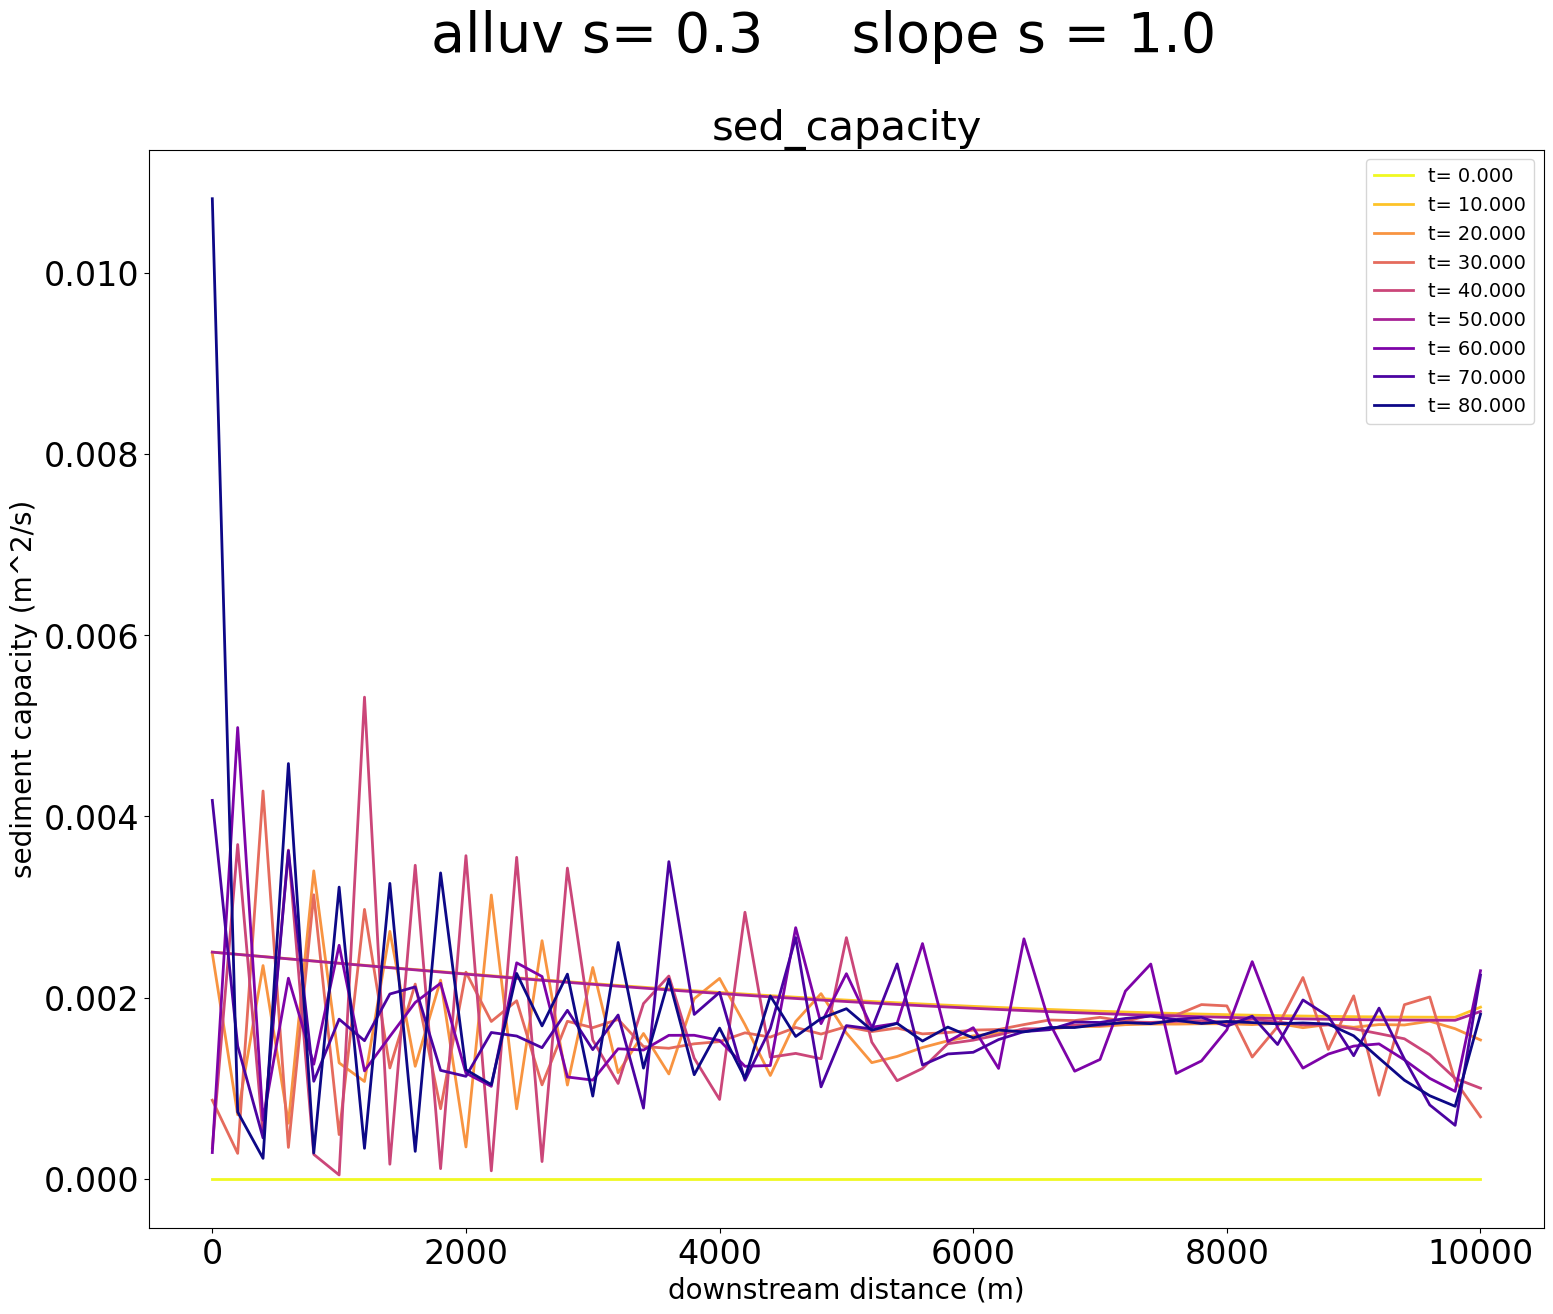 alluv s= 0.3     slope s = 1.0
sed_capacity
t= 0.000
t= 10.000
t= 20.000
t= 30.000
t= 40.000
t= 50.000
t= 60.000
t= 70.000
t= 80.000
sediment capacity (m^2/s)
0.010
0.008
0.006
0.004
0.002
0.000
0 2000 4000 6000 8000 10000
downstream distance (m)